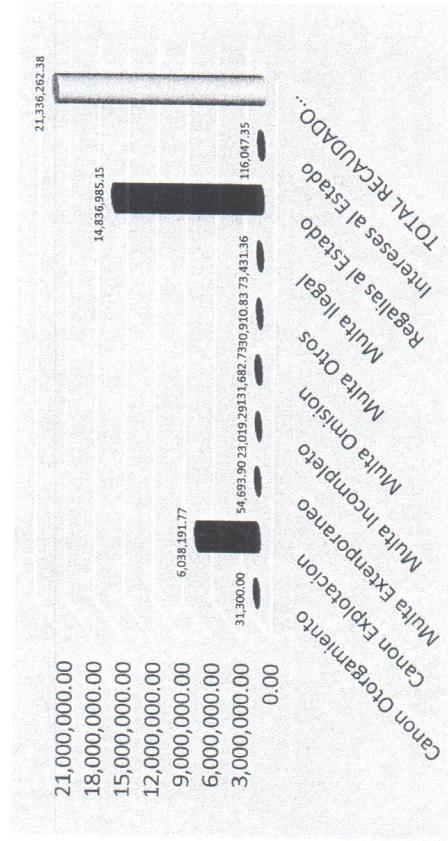 21,000,000.00
18,000,000.00
15,000,000.00
12,000,000.00
9,000,000.00
6,000,000.00
3,000,000.00
0.00
31,300.00
6,038,191.77
54,693.90
23,019.29
131,682.73
30,910.83
73,431.36
14,836,985.15
116,047.35
21,336,262.38
Canon Otorgamiento
Canon Explotacion
Multa Extenporaneo
Multa Incompleto
Multa Omision
Multa Otros
Multa Ilegal
Regalias al Estado
Intereses al Estado
TOTAL RECAUDADO...